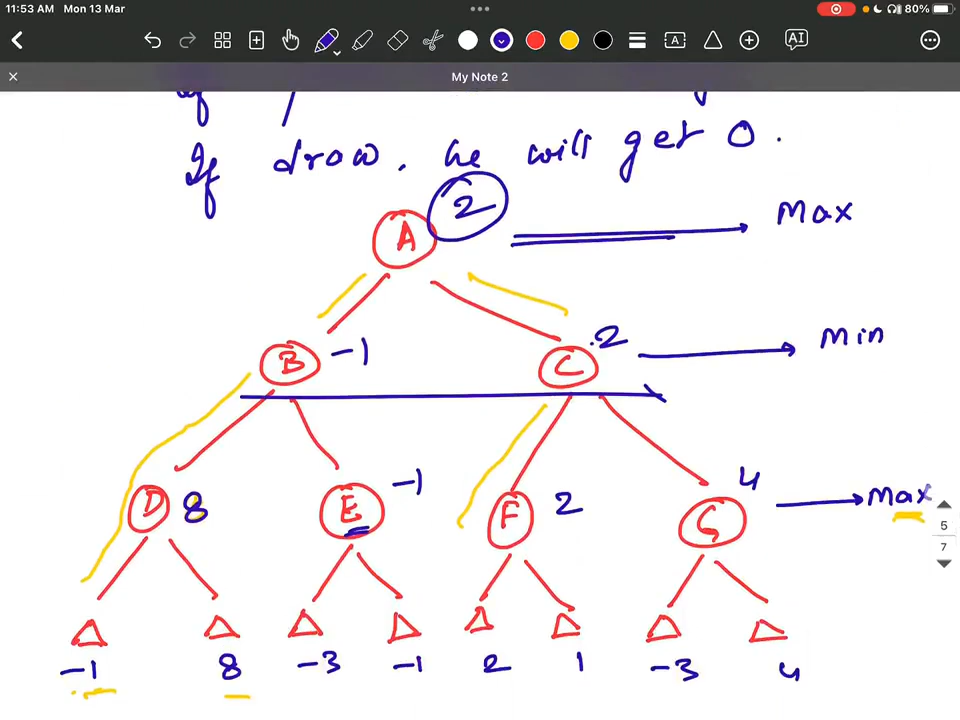 11:53 AM Mon 13 Mar
80%
A
AI
My Note 2
If draw, he will get 0.
A 2 Max
B -1 C .2 Min
D 8 E -1 F 2 G 4 Max
5
7
-1 8 -3 -1 2 1 -3 4